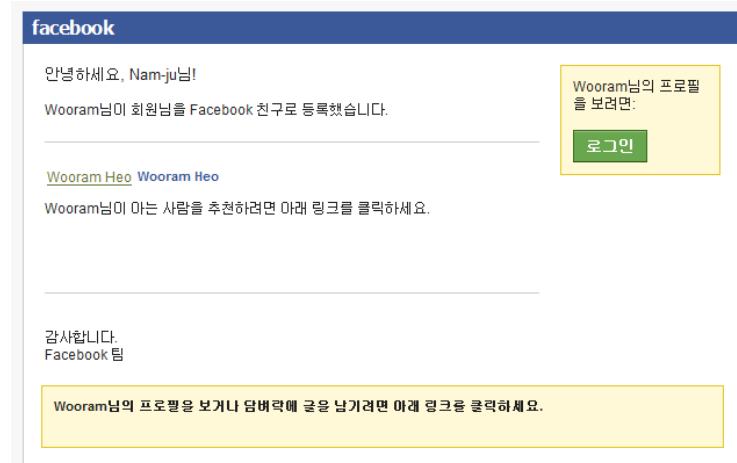 facebook
안녕하세요, Nam-ju님!
Wooram님이 회원님을 Facebook 친구로 등록했습니다.
Wooram님의 프로필
을 보려면:
로그인
Wooram Heo Wooram Heo
Wooram님이 아는 사람을 추천하려면 아래 링크를 클릭하세요.
감사합니다.
Facebook 팀
Wooram님의 프로필을 보거나 담벼락에 글을 남기려면 아래 링크를 클릭하세요.